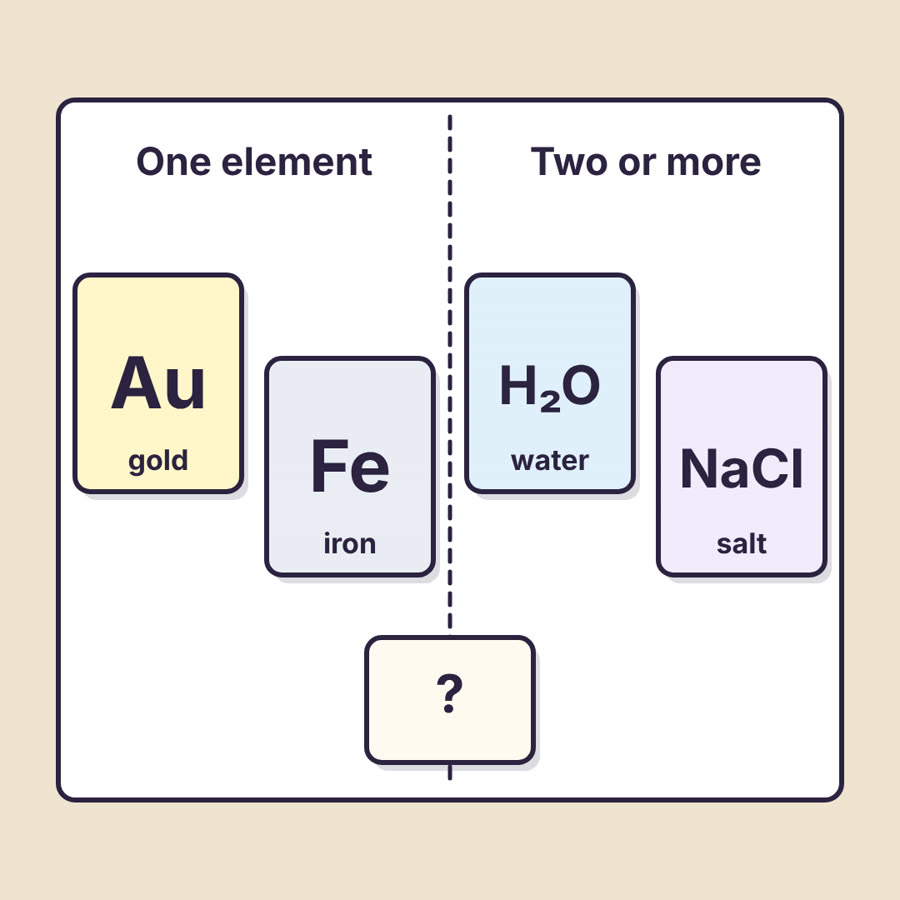 One element
Two or more
Au
gold
Fe
iron
H₂O
water
NaCl
salt
?